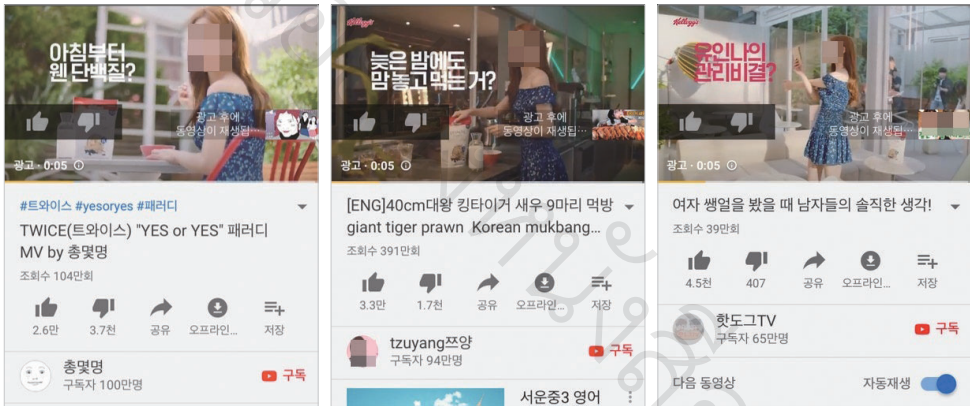 아침부터
웬 단백질?
광고 후에
동영상이 재생됩…
광고 · 0:05
#트와이스 #yesoryes #패러디
TWICE(트와이스) "YES or YES" 패러디
MV by 총몇명
조회수 104만회
2.6만
3.7천
공유
오프라인...
저장
총몇명
구독자 100만명
구독
Kellogg's
늦은 밤에도
맘 놓고 먹는 거?
광고 후에
동영상이 재생됩…
광고 · 0:05
[ENG]40cm대왕 킹타이거 새우 9마리 먹방
giant tiger prawn Korean mukbang...
조회수 391만회
3.3만
1.7천
공유
오프라인...
저장
tzuyang쯔양
구독자 94만명
구독
서운중3 영어
Kellogg's
관리비결?
광고 후에
동영상이 재생됩…
광고 · 0:05
여자 쌩얼을 봤을 때 남자들의 솔직한 생각!
조회수 39만회
4.5천
407
공유
오프라인...
저장
핫도그TV
구독자 65만명
구독
다음 동영상
자동재생